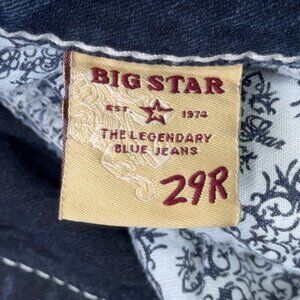 BIG STAR
EST 1974
THE LEGENDARY
BLUE JEANS
29R